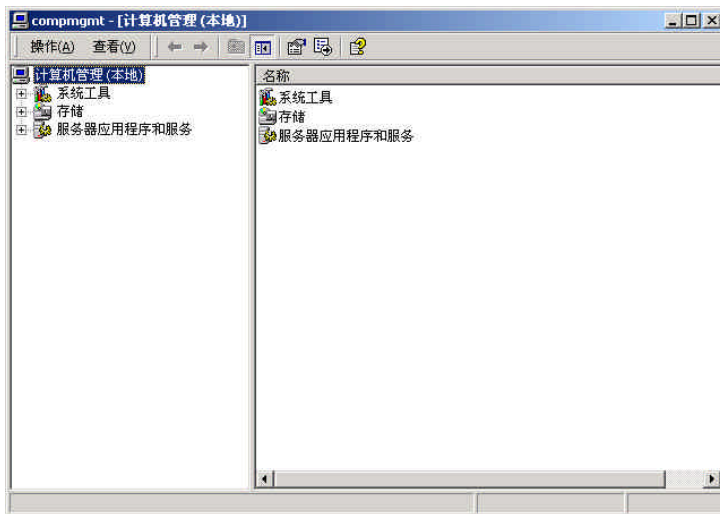 compmgmt - [计算机管理 (本地)]
操作(A) 查看(V)
计算机管理 (本地)
系统工具
存储
服务器应用程序和服务
名称
系统工具
存储
服务器应用程序和服务